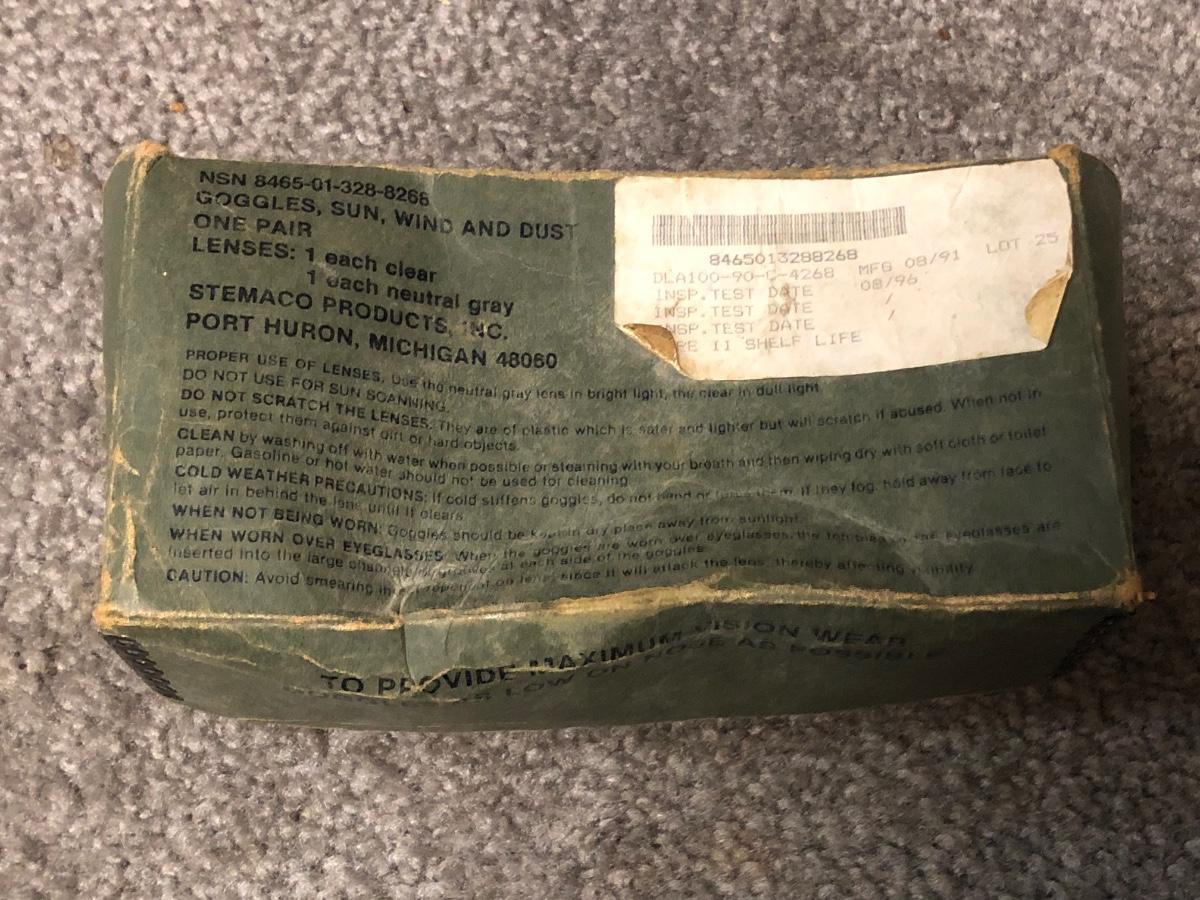 NSN 8465-01-328-8268
GOGGLES, SUN, WIND AND DUST
ONE PAIR
LENSES: 1 each clear
1 each neutral gray
STEMACO PRODUCTS, INC.
PORT HURON, MICHIGAN 48060
8465013288268
DLA100-90-C-4268 MFG 08/91 LOT 25
INSP.TEST DATE 08/96
INSP.TEST DATE /
NSP.TEST DATE /
PE II SHELF LIFE
PROPER USE OF LENSES. Use the neutral gray lens in bright light, the clear in dull light.
DO NOT USE FOR SUN SCANNING.
DO NOT SCRATCH THE LENSES. They are of plastic which is safer and lighter but will scratch if abused. When not in
use, protect them against dirt or hard objects.
CLEAN by washing off with water when possible or steaming with your breath and then wiping dry with soft cloth or toilet
paper. Gasoline or hot water should not be used for cleaning.
COLD WEATHER PRECAUTIONS: If cold stiffens goggles, do not bend or them. If they fog, hold away from face to
let air in behind the lens until it clears.
WHEN NOT BEING WORN: Goggles should be kept in dry place away from sunlight.
WHEN WORN OVER EYEGLASSES: When the goggles are worn over eyeglasses, the of the eyeglasses are
inserted into the large channels or grooves at each side of the goggles.
CAUTION: Avoid smearing insect repellent on lens, since it will attack the lens, thereby affecting visibility.
TO PROVIDE MAXIMUM VISION WEAR
AS LOW ON NOSE AS POSSIBLE